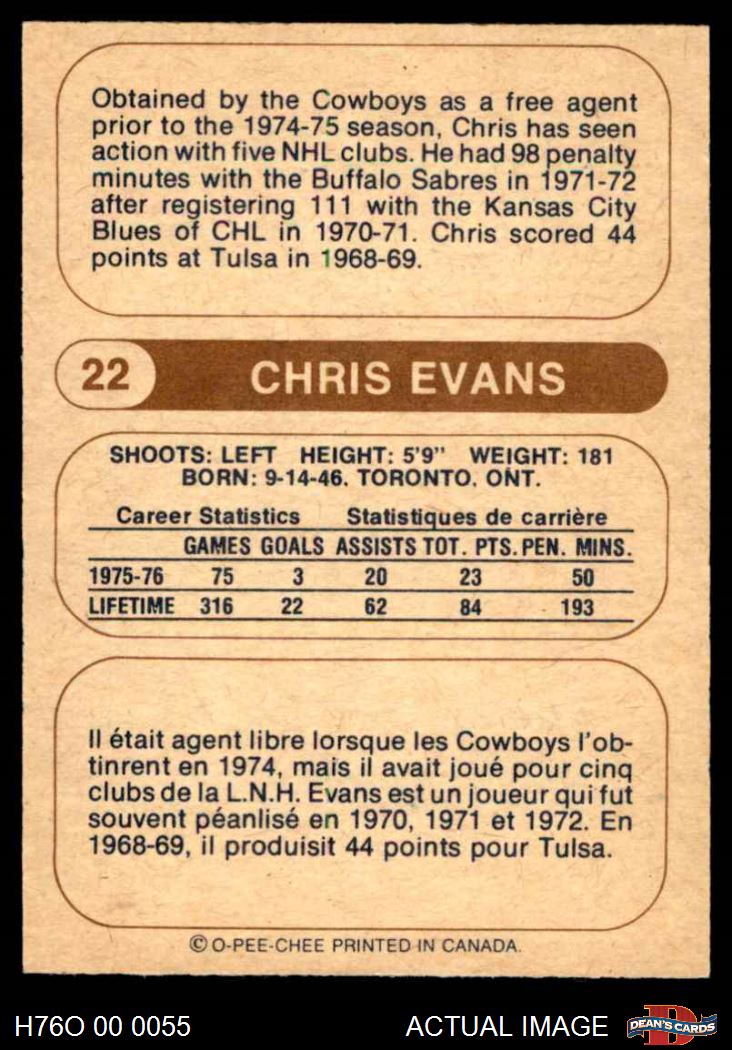 Obtained by the Cowboys as a free agent
prior to the 1974-75 season, Chris has seen
action with five NHL clubs. He had 98 penalty
minutes with the Buffalo Sabres in 1971-72
after registering 111 with the Kansas City
Blues of CHL in 1970-71. Chris scored 44
points at Tulsa in 1968-69.
22 CHRIS EVANS
SHOOTS: LEFT HEIGHT: 5'9" WEIGHT: 181
BORN: 9-14-46. TORONTO. ONT.
Career Statistics Statistiques de carrière
GAMES GOALS ASSISTS TOT. PTS. PEN. MINS.
1975-76 75 3 20 23 50
LIFETIME 316 22 62 84 193
Il était agent libre lorsque les Cowboys l'ob-
tinrent en 1974, mais il avait joué pour cinq
clubs de la L.N.H. Evans est un joueur qui fut
souvent péanlisé en 1970, 1971 et 1972. En
1968-69, il produisit 44 points pour Tulsa.
© O-PEE-CHEE PRINTED IN CANADA.
H76O 00 0055 ACTUAL IMAGE D DEAN'S CARDS